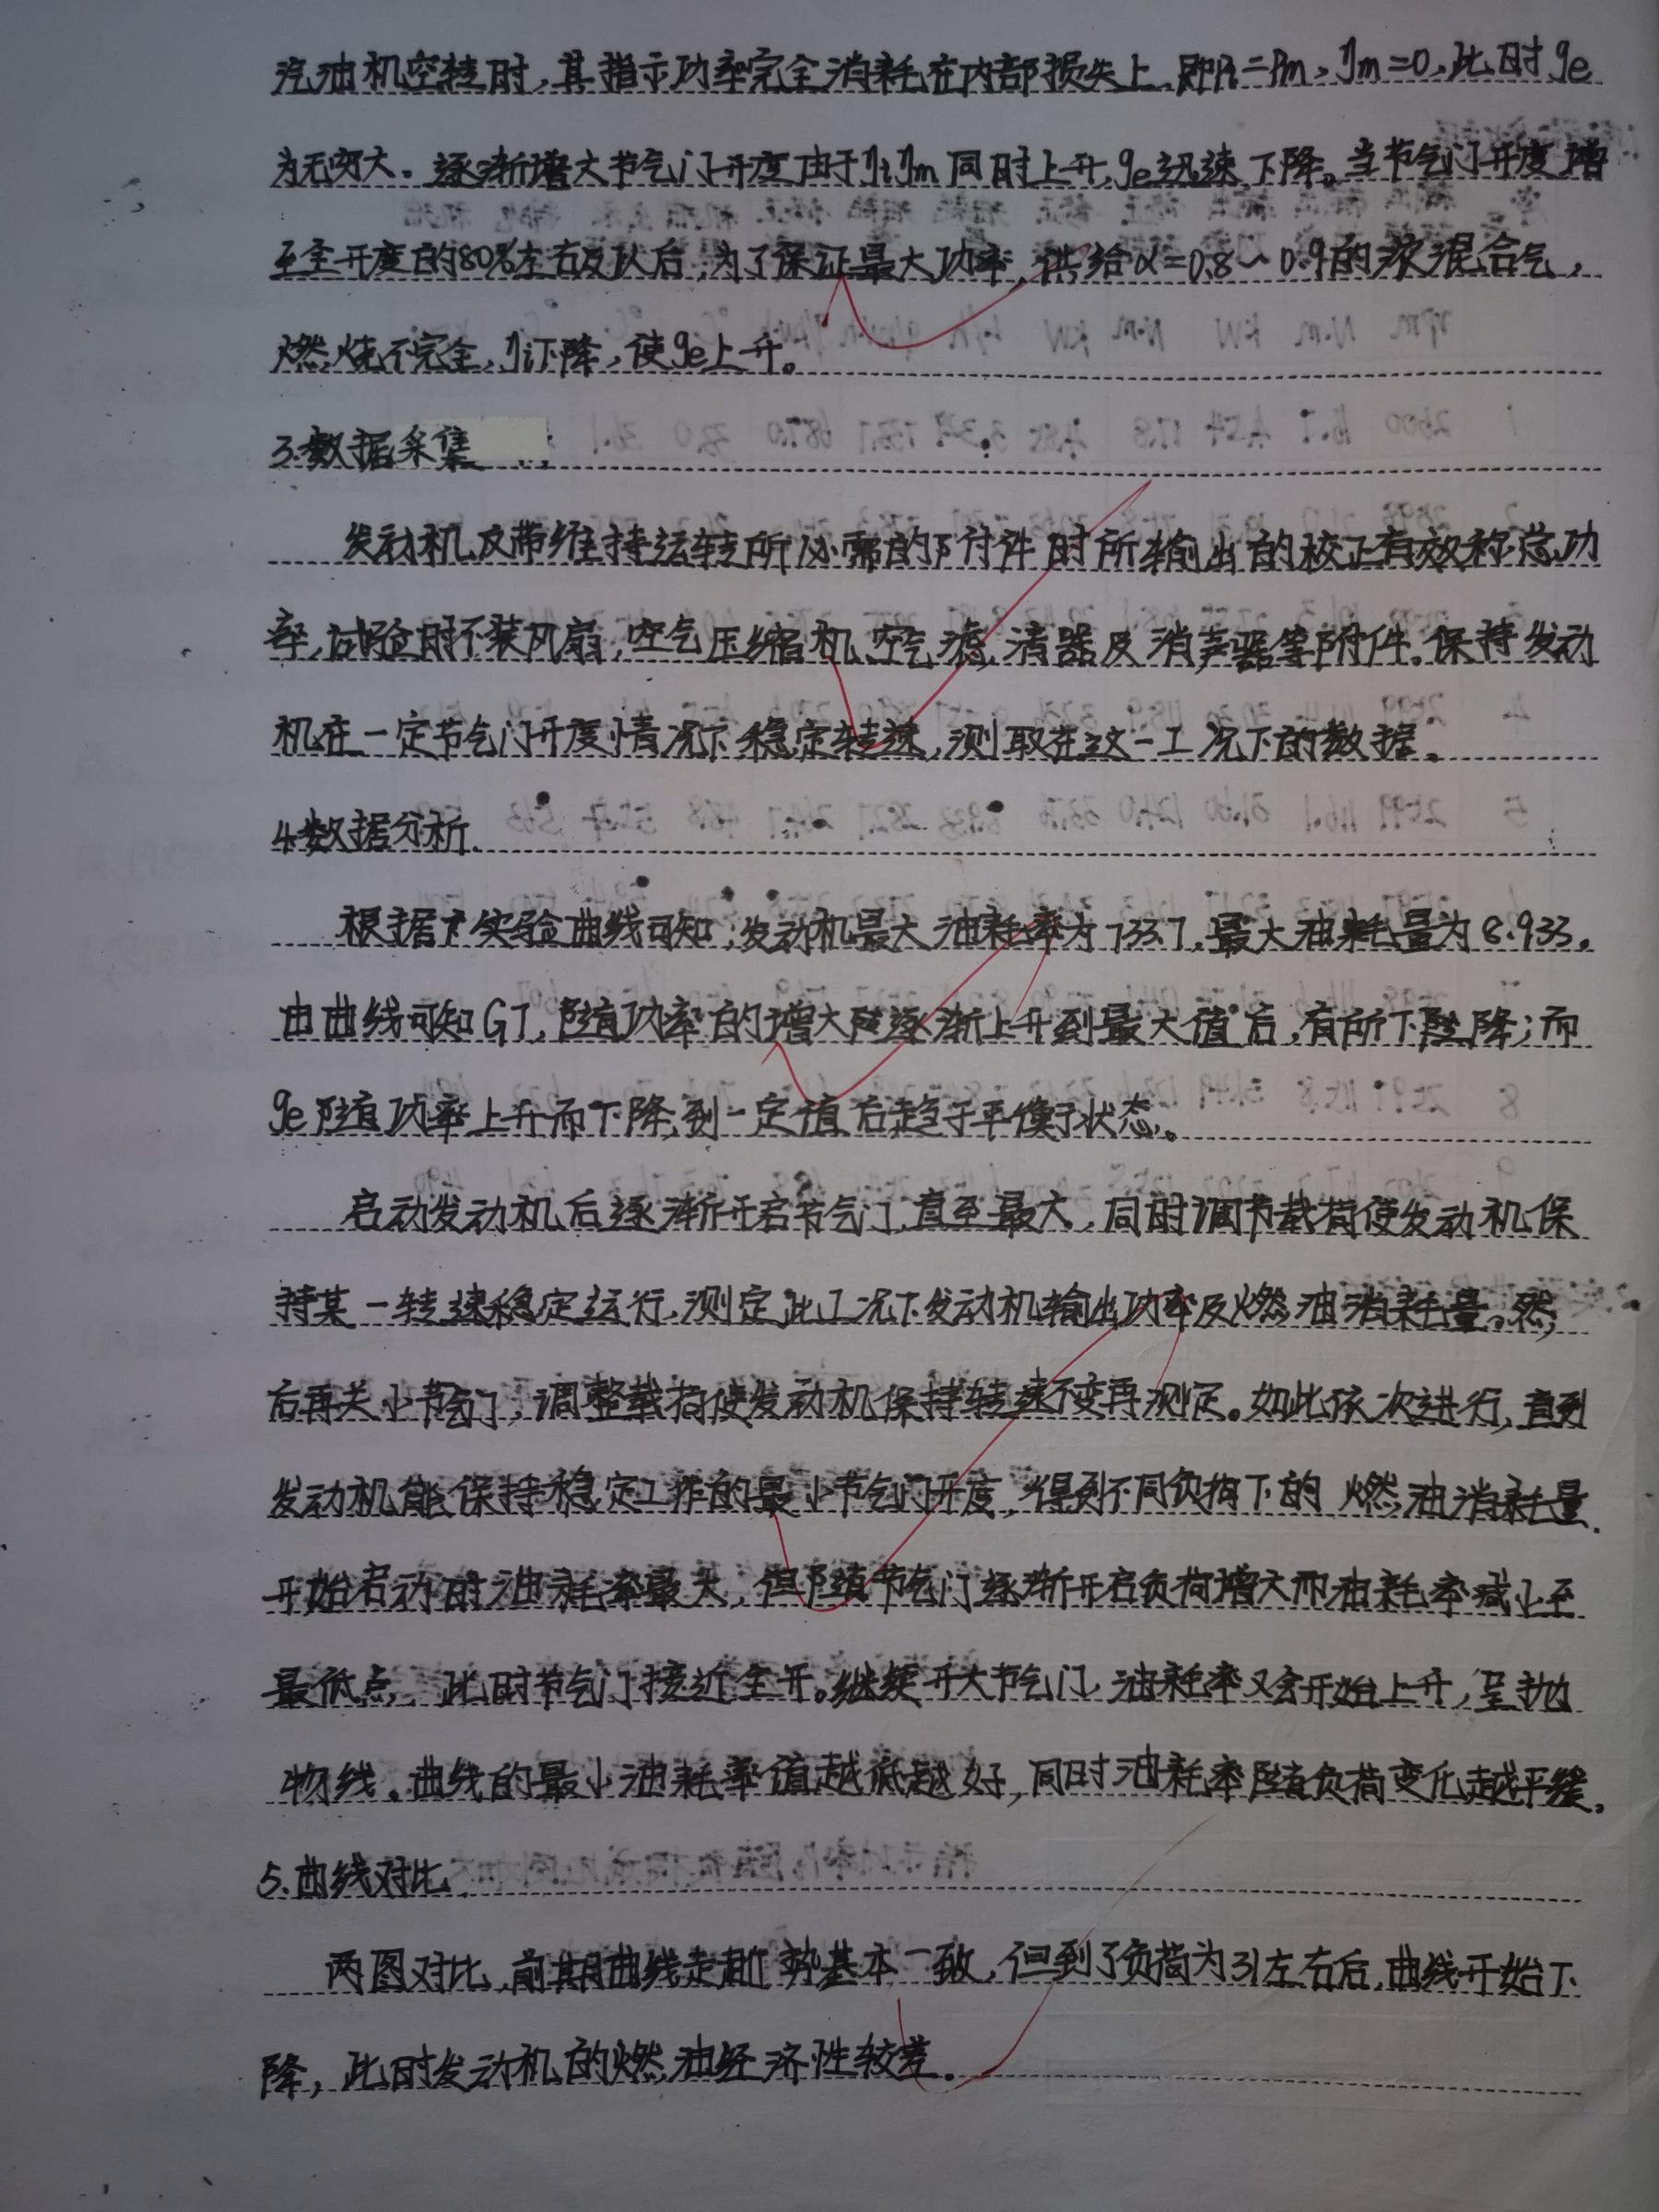 汽油机空转时,其指示功率完全消耗在内部损失上,即Pi=Pm,ηm=0,此时ge
为无穷大。逐渐增大节气门开度由于ηiηm同时上升,ge迅速下降。当节气门开度增
至全开度的80%左右及以后,为了保证最大功率,供给α=0.8~0.9的浓混合气,
燃烧不完全,ηi下降,使ge上升。
3.数据采集
发动机及带维持运转所必需的附件时所输出的校正有效称总功
率,试验时不装风扇,空气压缩机,空气滤清器及消声器等附件。保持发动
机在一定节气门开度情况下稳定转速,测取在这一工况下的数据。
4.数据分析
根据下实验曲线可知,发动机最大油耗率为733.7,最大油耗量为8.933。
由曲线可知GT,随功率的增大逐渐上升到最大值后,有所下降;而
ge随功率上升而下降,到一定值后趋于平衡状态。
启动发动机后逐渐开启节气门,直至最大,同时调节载荷使发动机保
持某一转速稳定运行,测定此工况下发动机输出功率及燃油消耗量。然
后再关小节气门,调整载荷使发动机保持转速不变再测定。如此依次进行,直到
发动机能保持稳定工作的最小节气门开度,得到不同负荷下的燃油消耗量.
开始启动时油耗率最大,但随节气门逐渐开启负荷增大而油耗率减小至
最低点,此时节气门接近全开。继续开大节气门,油耗率又会开始上升,呈抛
物线。曲线的最小油耗率值越低越好,同时油耗率随负荷变化越平缓。
5.曲线对比
两图对比,前期曲线走势基本一致,但到了负荷为31左右后,曲线开始下
降,此时发动机的燃油经济性较差.